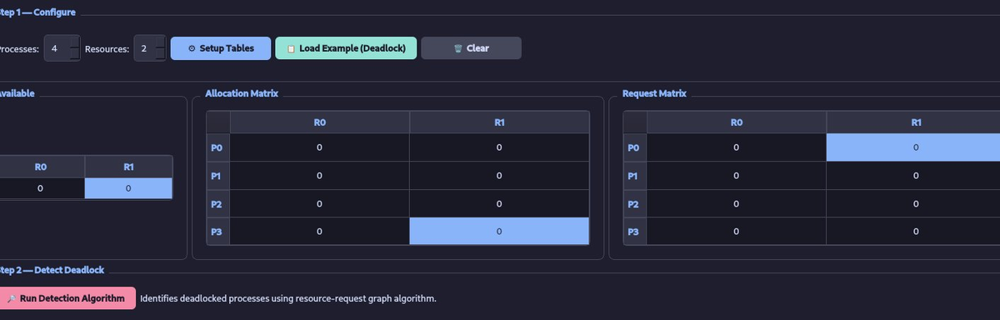 tep 1 — Configure
rocesses: 4 Resources: 2 Setup Tables Load Example (Deadlock) Clear
vailable Allocation Matrix Request Matrix
R0 R1 R0 R1
P0 0 0 P0 0 0
R0 R1 P1 0 0 P1 0 0
0 0 P2 0 0 P2 0 0
P3 0 0 P3 0 0
tep 2 — Detect Deadlock
Run Detection Algorithm Identifies deadlocked processes using resource-request graph algorithm.